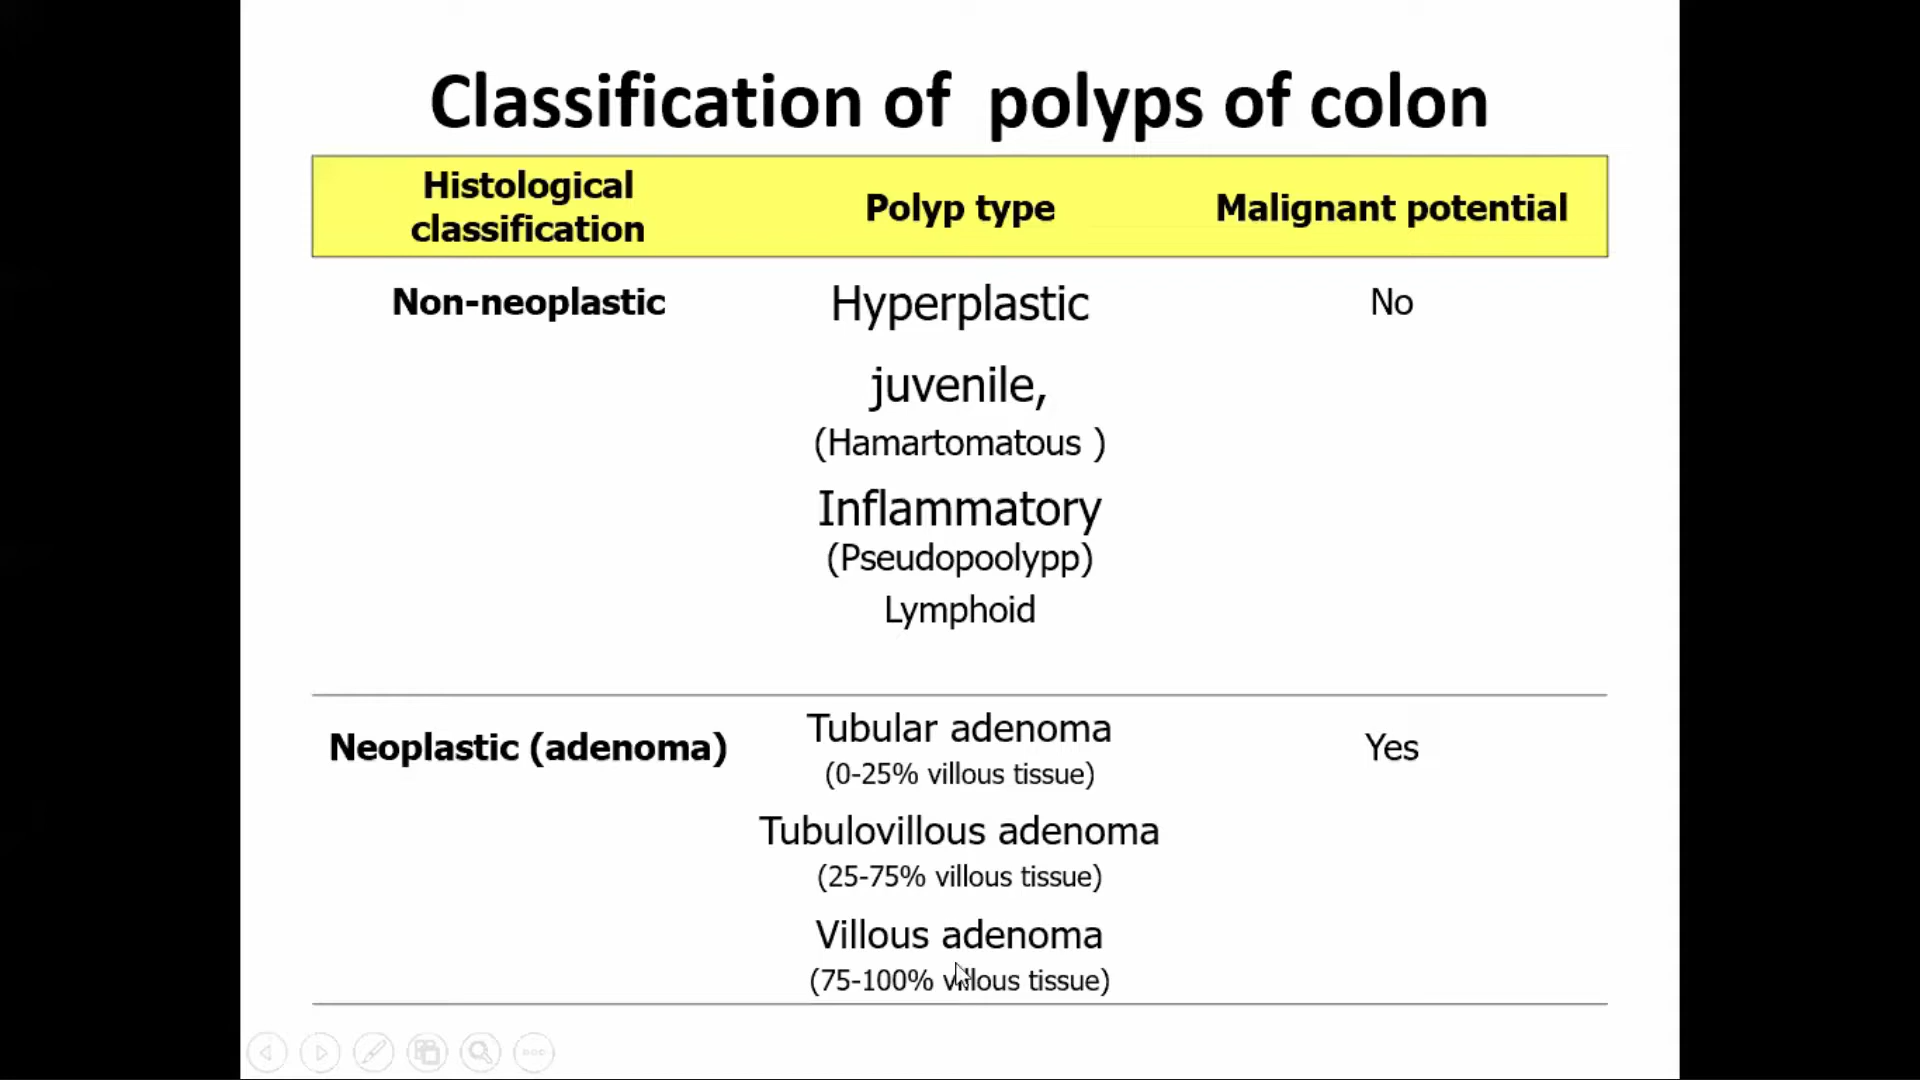 Classification of polyps of colon
Histological classification
Polyp type
Malignant potential
Non-neoplastic
Hyperplastic
No
juvenile,
(Hamartomatous )
Inflammatory
(Pseudopoolypp)
Lymphoid
Neoplastic (adenoma)
Tubular adenoma
Yes
(0-25% villous tissue)
Tubulovillous adenoma
(25-75% villous tissue)
Villous adenoma
(75-100% villous tissue)